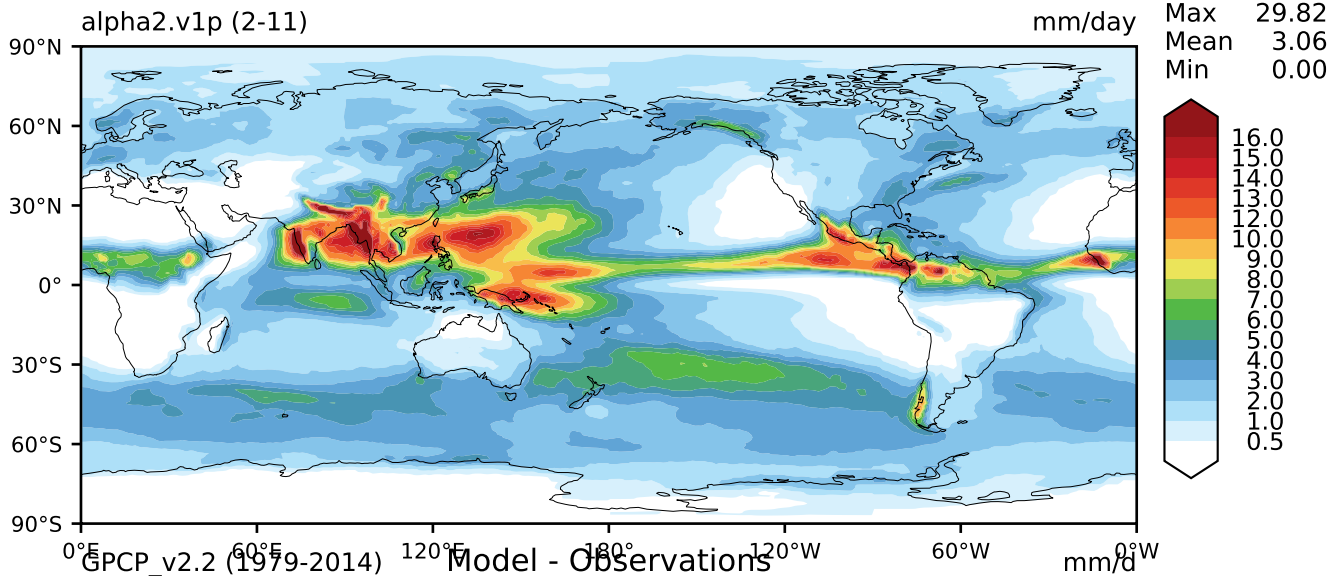 alpha2.v1p (2-11) mm/day
Max 29.82
Mean 3.06
Min 0.00
90°N
60°N
30°N
0°
30°S
60°S
90°S
16.0
15.0
14.0
13.0
12.0
10.0
9.0
8.0
7.0
6.0
5.0
4.0
3.0
2.0
1.0
0.5
0°E 60°E 120°E 180° 120°W 60°W 0°W
GPCP_v2.2 (1979-2014) Model - Observations mm/d